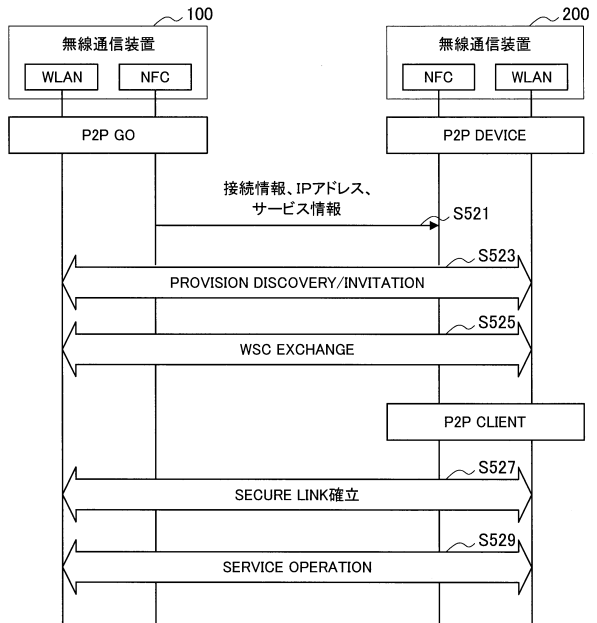 100
200
無線通信装置
無線通信装置
WLAN
NFC
NFC
WLAN
P2P GO
P2P DEVICE
接続情報、IPアドレス、
サービス情報
S521
S523
PROVISION DISCOVERY/INVITATION
S525
WSC EXCHANGE
P2P CLIENT
S527
SECURE LINK確立
S529
SERVICE OPERATION